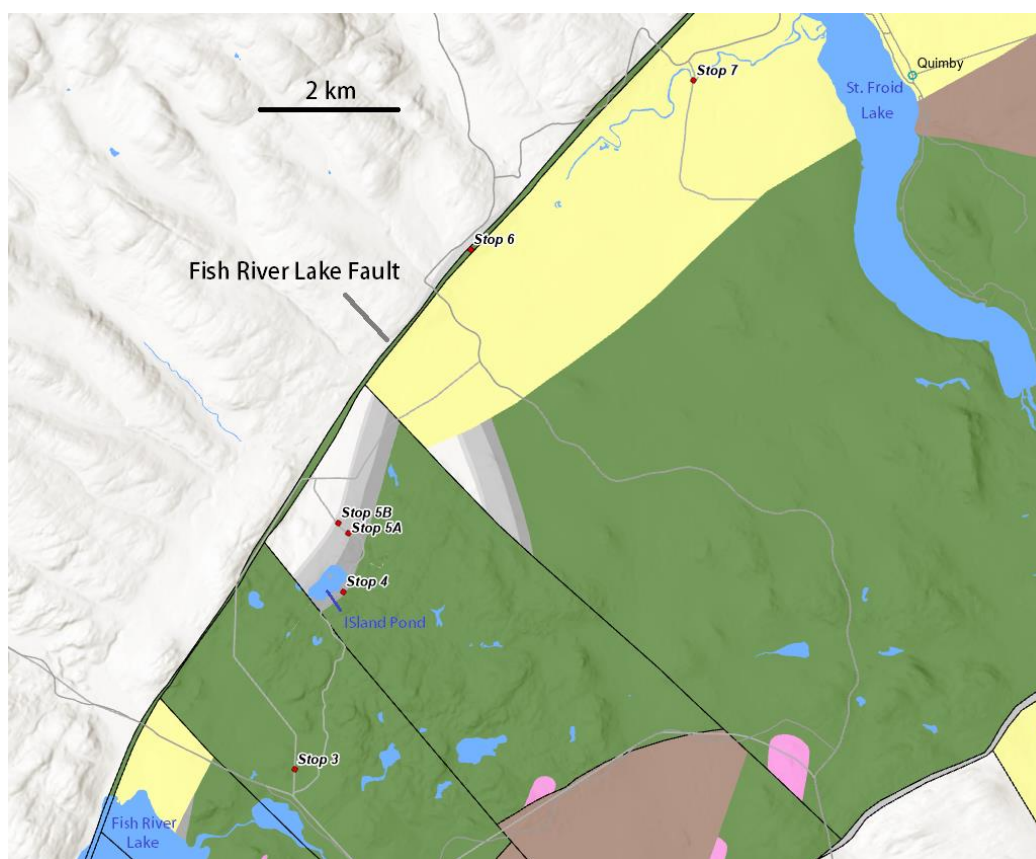 Stop 7
Quimby
2 km
St. Froid
Lake
Stop 6
Fish River Lake Fault
Stop 5B
Stop 5A
Stop 4
ISland Pond
Stop 3
Fish River
Lake